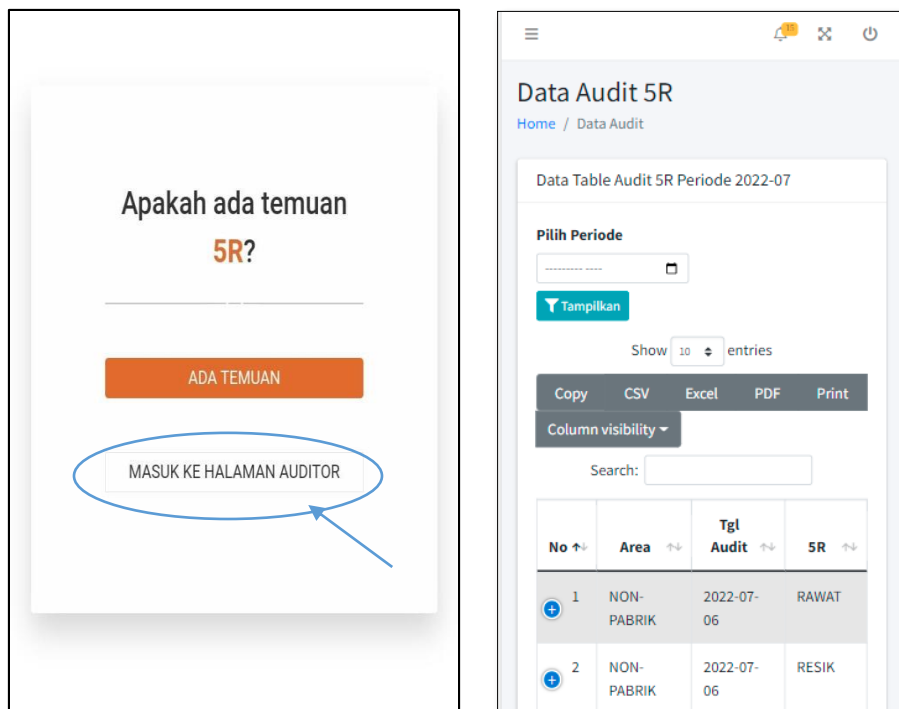 Apakah ada temuan
5R?
ADA TEMUAN
MASUK KE HALAMAN AUDITOR
15
Data Audit 5R
Home / Data Audit
Data Table Audit 5R Periode 2022-07
Pilih Periode
--------- ----
Tampilkan
Show 10 entries
Copy CSV Excel PDF Print
Column visibility
Search:
No Area Tgl Audit 5R
1 NON-PABRIK 2022-07-06 RAWAT
2 NON-PABRIK 2022-07-06 RESIK